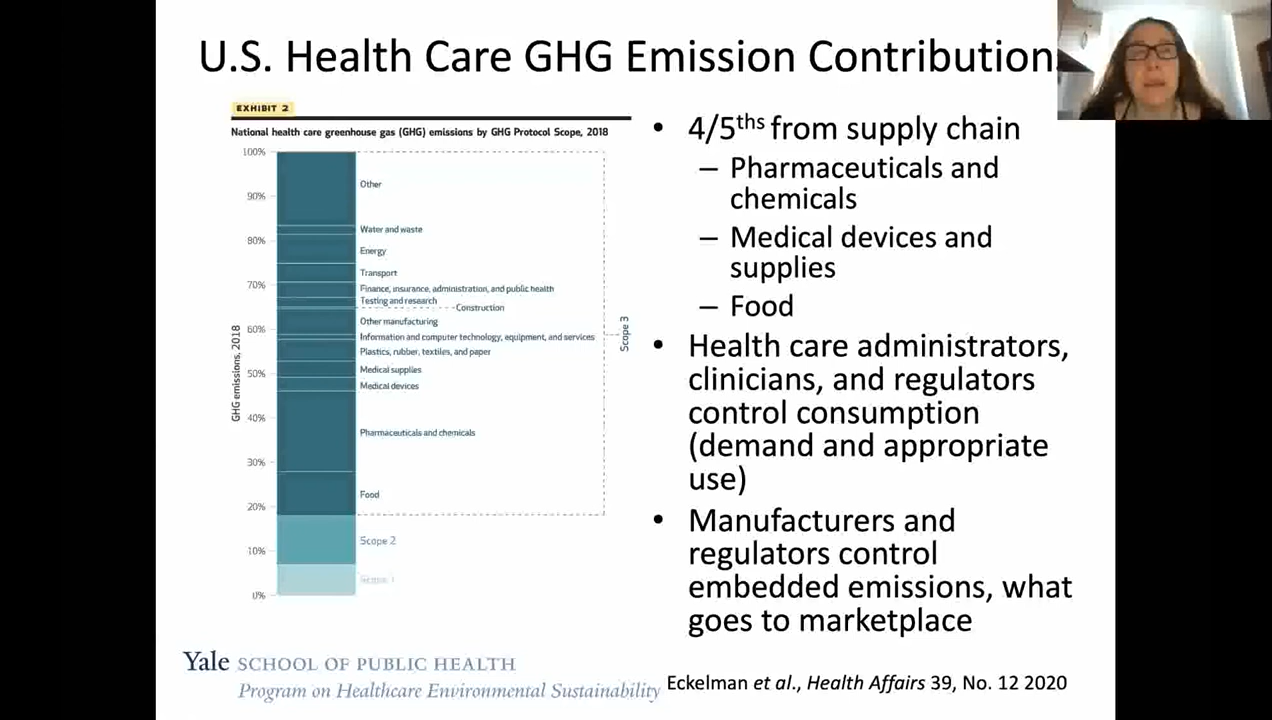 U.S. Health Care GHG Emission Contribution
EXHIBIT 2
National health care greenhouse gas (GHG) emissions by GHG Protocol Scope, 2018
100%
90%
80%
70%
60%
50%
40%
30%
20%
10%
0%
GHG emissions, 2018
Other
Water and waste
Energy
Transport
Finance, insurance, administration, and public health
Testing and research
Construction
Other manufacturing
Information and computer technology, equipment, and services
Plastics, rubber, textiles, and paper
Medical supplies
Medical devices
Pharmaceuticals and chemicals
Food
Scope 2
Scope 1
Scope 3
• 4/5ths from supply chain
– Pharmaceuticals and
chemicals
– Medical devices and
supplies
– Food
• Health care administrators,
clinicians, and regulators
control consumption
(demand and appropriate
use)
• Manufacturers and
regulators control
embedded emissions, what
goes to marketplace
Yale SCHOOL OF PUBLIC HEALTH
Program on Healthcare Environmental Sustainability
Eckelman et al., Health Affairs 39, No. 12 2020